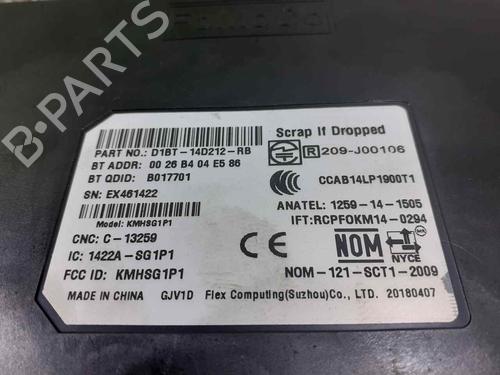 Scrap If Dropped
PART NO.: D1BT-14D212-RB
BT ADDR: 00 26 B4 04 E5 86
R 209-J00106
BT QDID: B017701
CCAB14LP1900T1
SN: EX461422
ANATEL: 1259-14-1505
Model: KMHSG1P1
IFT:RCPFOKM14-0294
CNC: C-13259
NOM
NYCE
IC: 1422A-SG1P1
FCC ID: KMHSG1P1
NOM-121-SCT1-2009
MADE IN CHINA GJV1D Flex Computing(Suzhou)Co., LTD. 20180407
B-PARTS